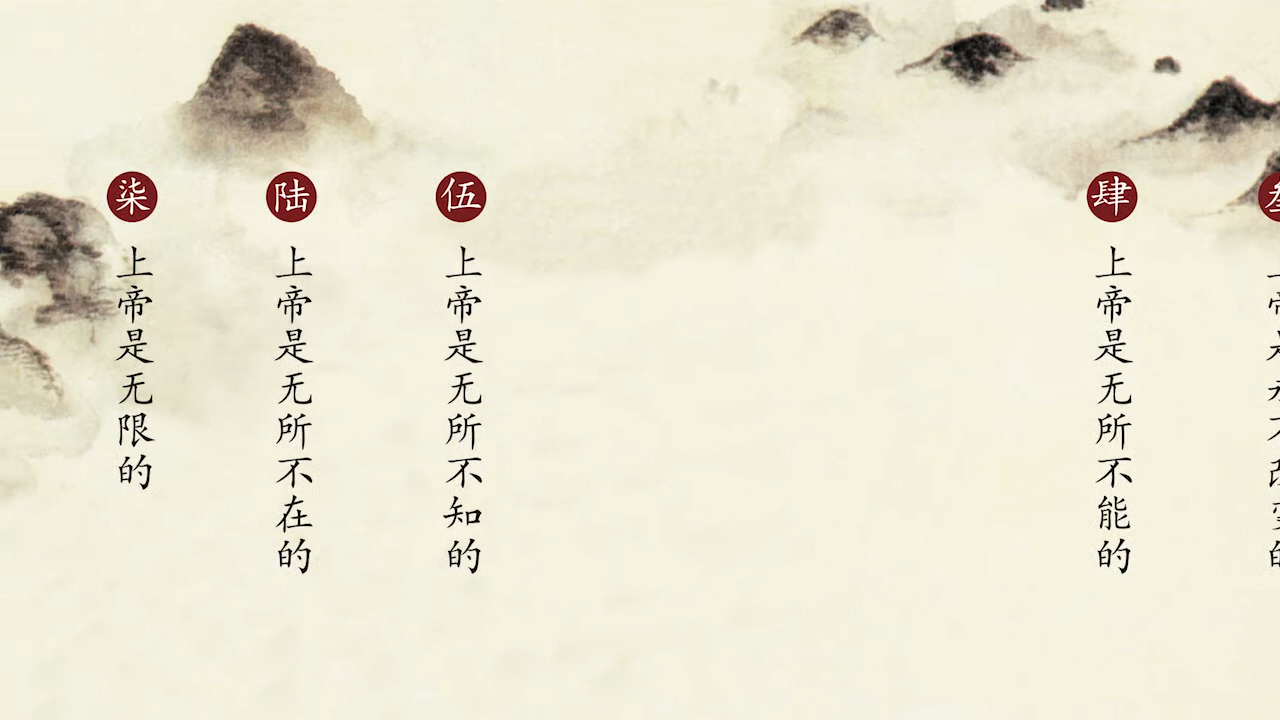 肆
上帝是无所不能的
伍
上帝是无所不知的
陆
上帝是无所不在的
柒
上帝是无限的